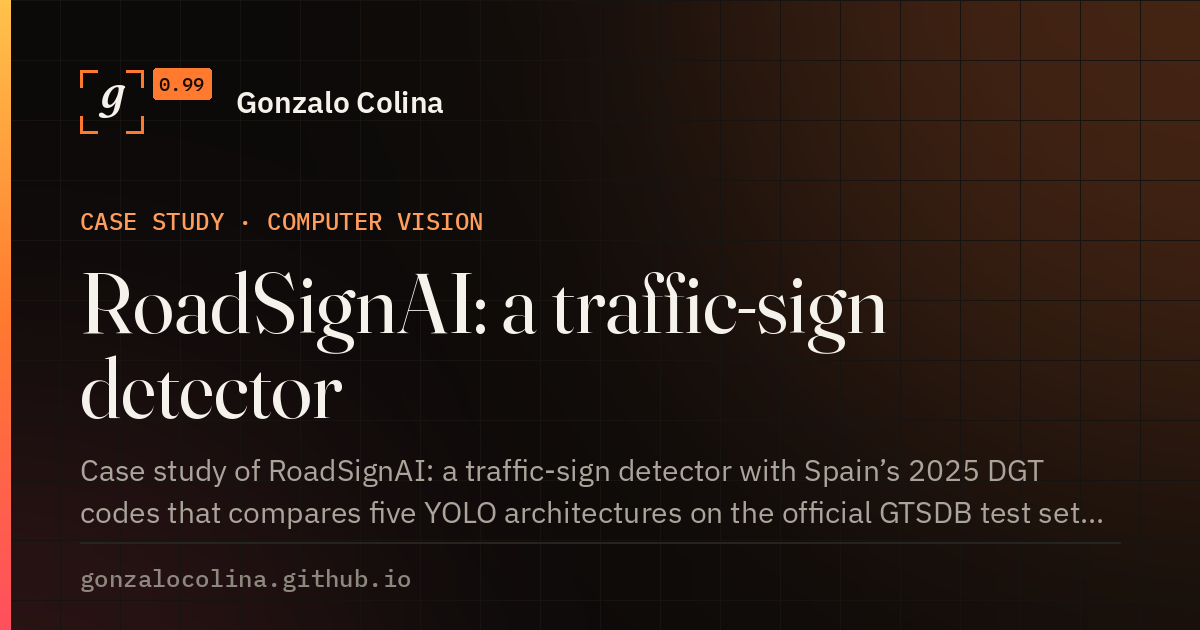 g
0.99
Gonzalo Colina
CASE STUDY · COMPUTER VISION
RoadSignAI: a traffic-sign
detector
Case study of RoadSignAI: a traffic-sign detector with Spain’s 2025 DGT
codes that compares five YOLO architectures on the official GTSDB test set…
gonzalocolina.github.io